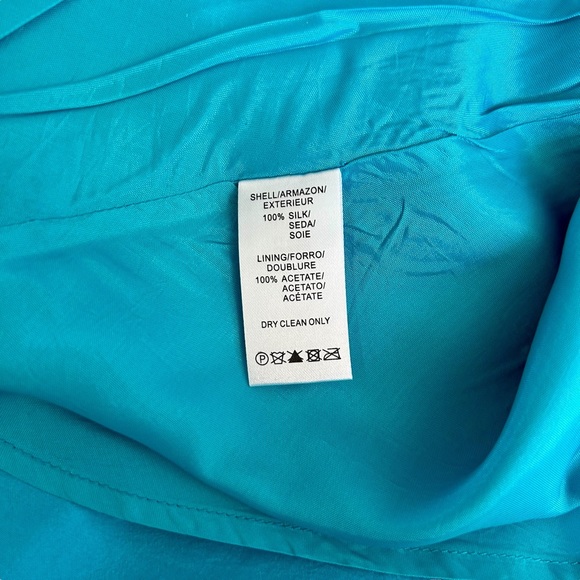 SHELL/ARMAZON/
EXTERIEUR
100% SILK/
SEDA/
SOIE
LINING/FORRO/
DOUBLURE
100% ACETATE/
ACETATO/
ACÉTATE
DRY CLEAN ONLY
P